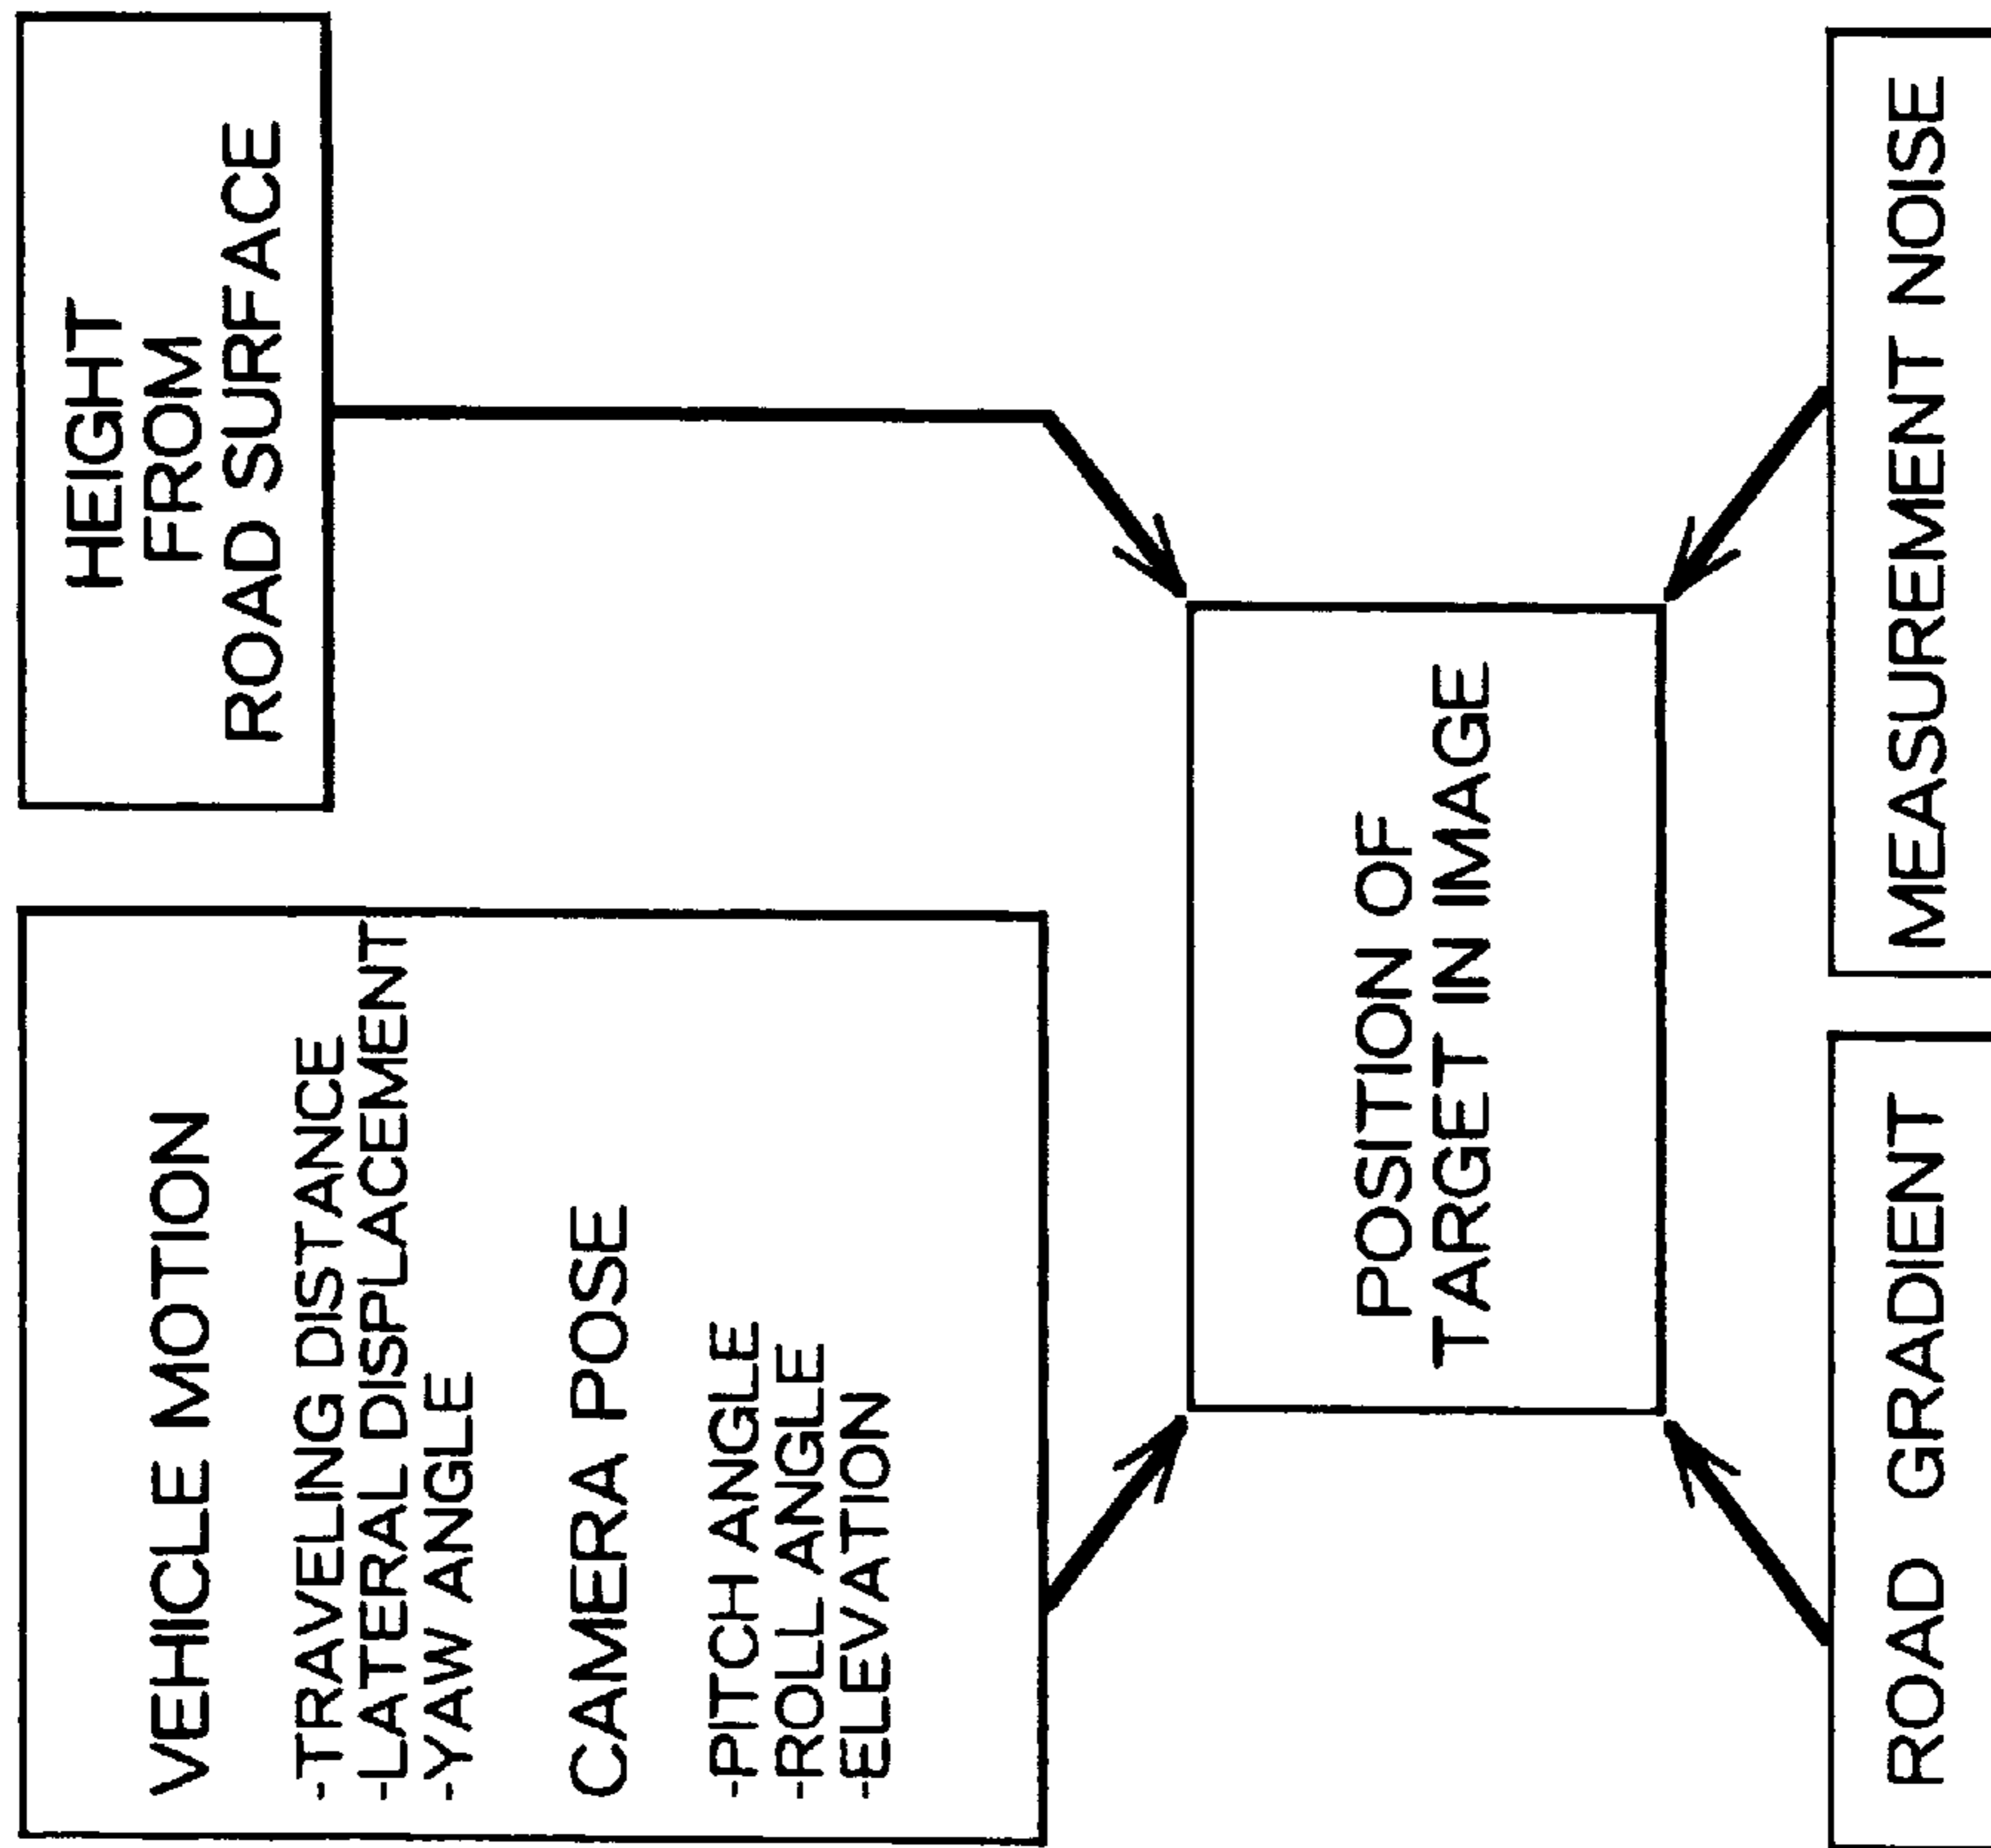 VEHICLE MOTION
-TRAVELING DISTANCE
-LATERAL DISPLACEMENT
-YAW ANGLE
CAMERA POSE
-PITCH ANGLE
-ROLL ANGLE
-ELEVATION
HEIGHT
FROM
ROAD SURFACE
POSITION OF
TARGET IN IMAGE
ROAD GRADIENT
MEASUREMENT NOISE